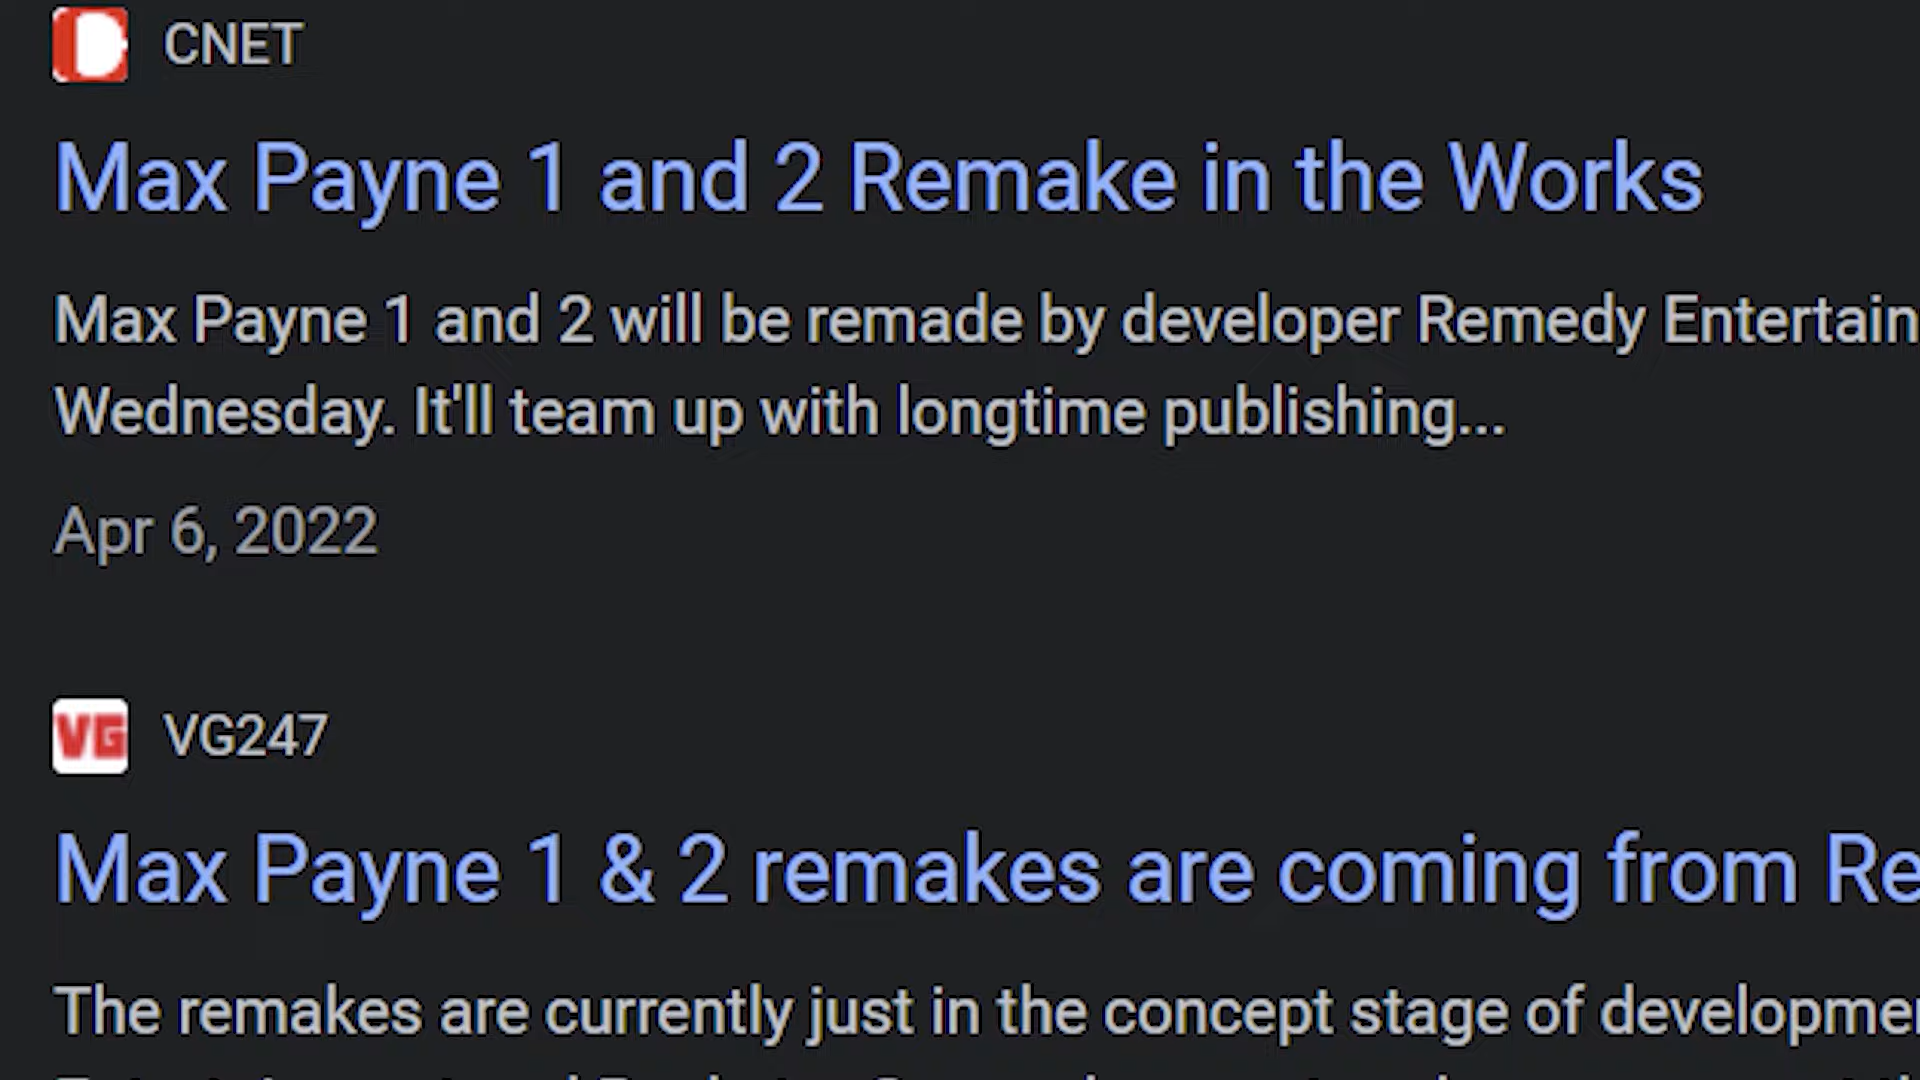 CNET
Max Payne 1 and 2 Remake in the Works
Max Payne 1 and 2 will be remade by developer Remedy Entertain
Wednesday. It'll team up with longtime publishing...
Apr 6, 2022
VG VG247
Max Payne 1 & 2 remakes are coming from Re
The remakes are currently just in the concept stage of developmen